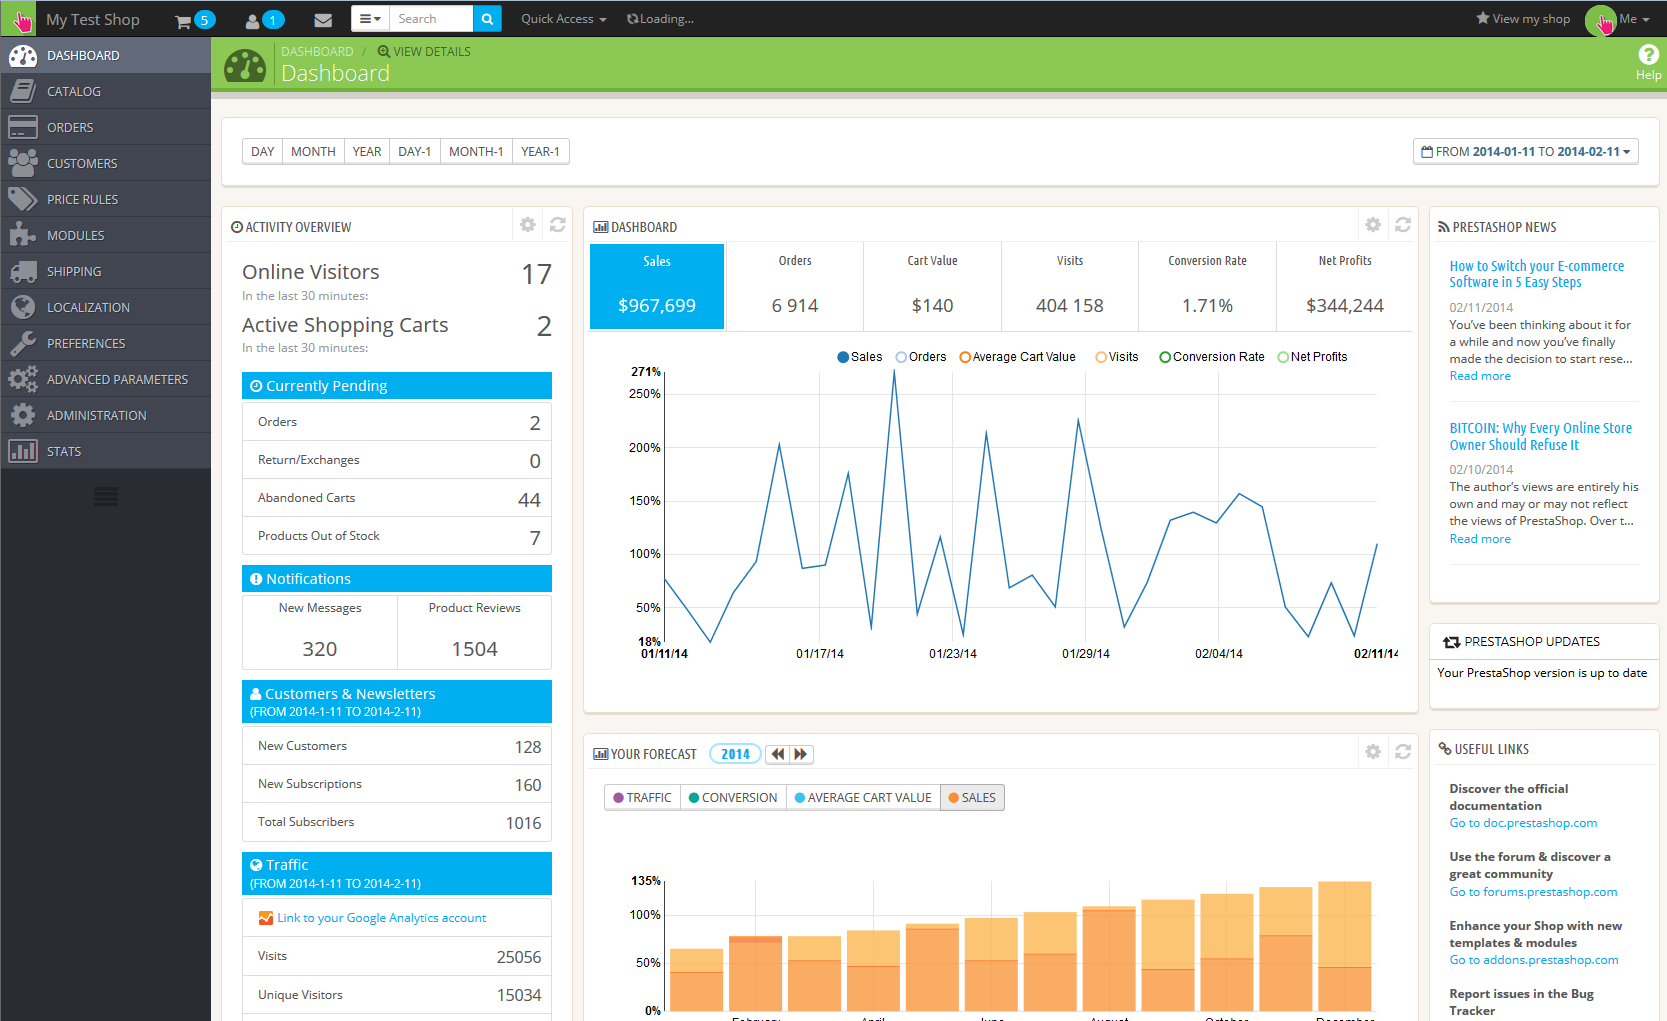 My Test Shop
5
1
Search
Quick Access
Loading...
View my shop
Me
DASHBOARD
CATALOG
ORDERS
CUSTOMERS
PRICE RULES
MODULES
SHIPPING
LOCALIZATION
PREFERENCES
ADVANCED PARAMETERS
ADMINISTRATION
STATS
DASHBOARD / VIEW DETAILS
Dashboard
Help
DAY MONTH YEAR DAY-1 MONTH-1 YEAR-1
FROM 2014-01-11 TO 2014-02-11
ACTIVITY OVERVIEW
Online Visitors 17
In the last 30 minutes:
Active Shopping Carts 2
In the last 30 minutes:
Currently Pending
Orders 2
Return/Exchanges 0
Abandoned Carts 44
Products Out of Stock 7
Notifications
New Messages Product Reviews
320 1504
Customers & Newsletters
(FROM 2014-1-11 TO 2014-2-11)
New Customers 128
New Subscriptions 160
Total Subscribers 1016
Traffic
(FROM 2014-1-11 TO 2014-2-11)
Link to your Google Analytics account
Visits 25056
Unique Visitors 15034
DASHBOARD
Sales Orders Cart Value Visits Conversion Rate Net Profits
$967,699 6 914 $140 404 158 1.71% $344,244
Sales Orders Average Cart Value Visits Conversion Rate Net Profits
271%
250%
200%
150%
100%
50%
18%
01/11/14 01/17/14 01/23/14 01/29/14 02/04/14 02/11/14
YOUR FORECAST 2014
TRAFFIC CONVERSION AVERAGE CART VALUE SALES
135%
100%
50%
0%
February April June August October December
PRESTASHOP NEWS
How to Switch your E-commerce
Software in 5 Easy Steps
02/11/2014
You've been thinking about it for
a while and now you've finally
made the decision to start rese...
Read more
BITCOIN: Why Every Online Store
Owner Should Refuse It
02/10/2014
The author's views are entirely his
own and may or may not reflect
the views of PrestaShop. Over t...
Read more
PRESTASHOP UPDATES
Your PrestaShop version is up to date
USEFUL LINKS
Discover the official
documentation
Go to doc.prestashop.com
Use the forum & discover a
great community
Go to forums.prestashop.com
Enhance your Shop with new
templates & modules
Go to addons.prestashop.com
Report issues in the Bug
Tracker